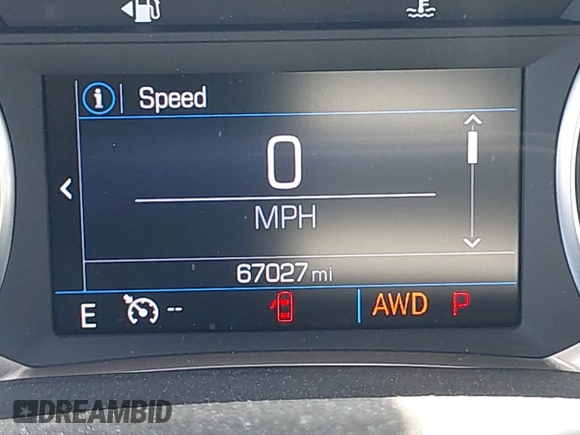 Speed
0
MPH
67027 mi
E -- AWD P
DREAMBID